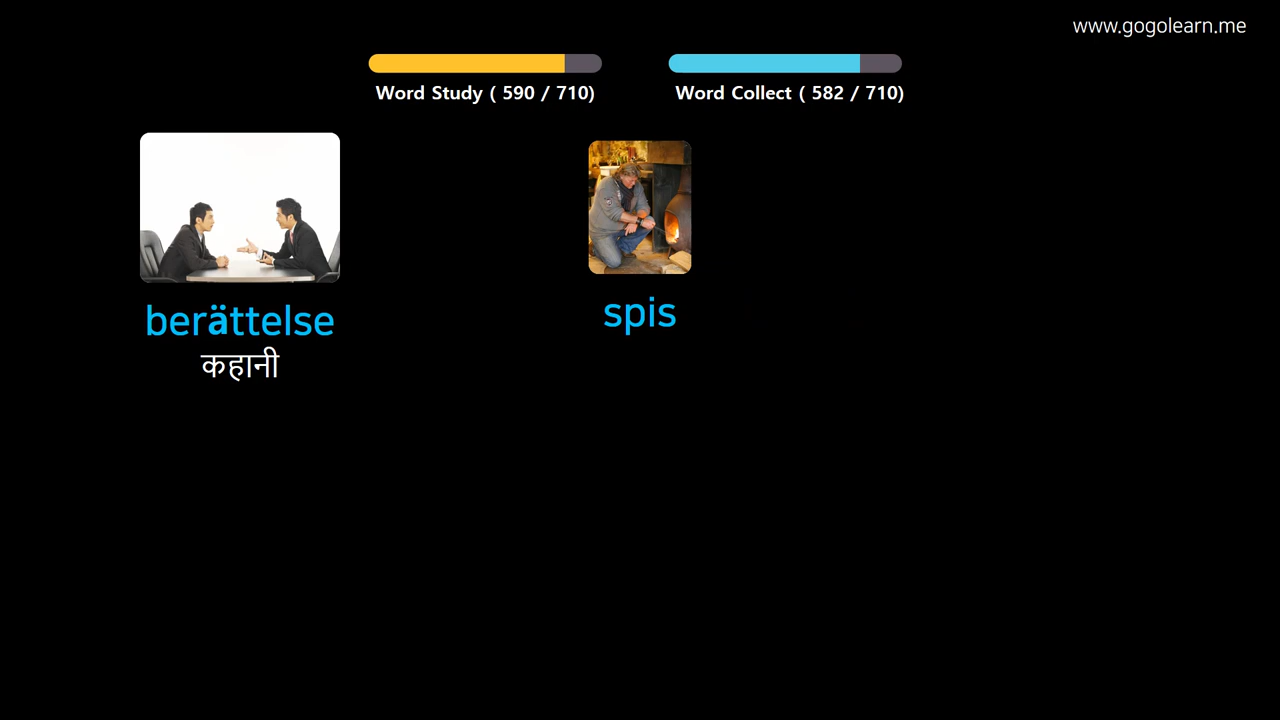 www.gogolearn.me
Word Study ( 590 / 710)
Word Collect ( 582 / 710)
berättelse
कहानी
spis